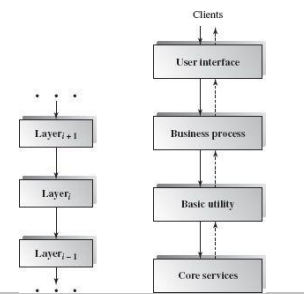 Clients
User interface
Business process
Basic utility
Core services
. . .
Layer i + 1
Layer i
Layer i – 1
. . .